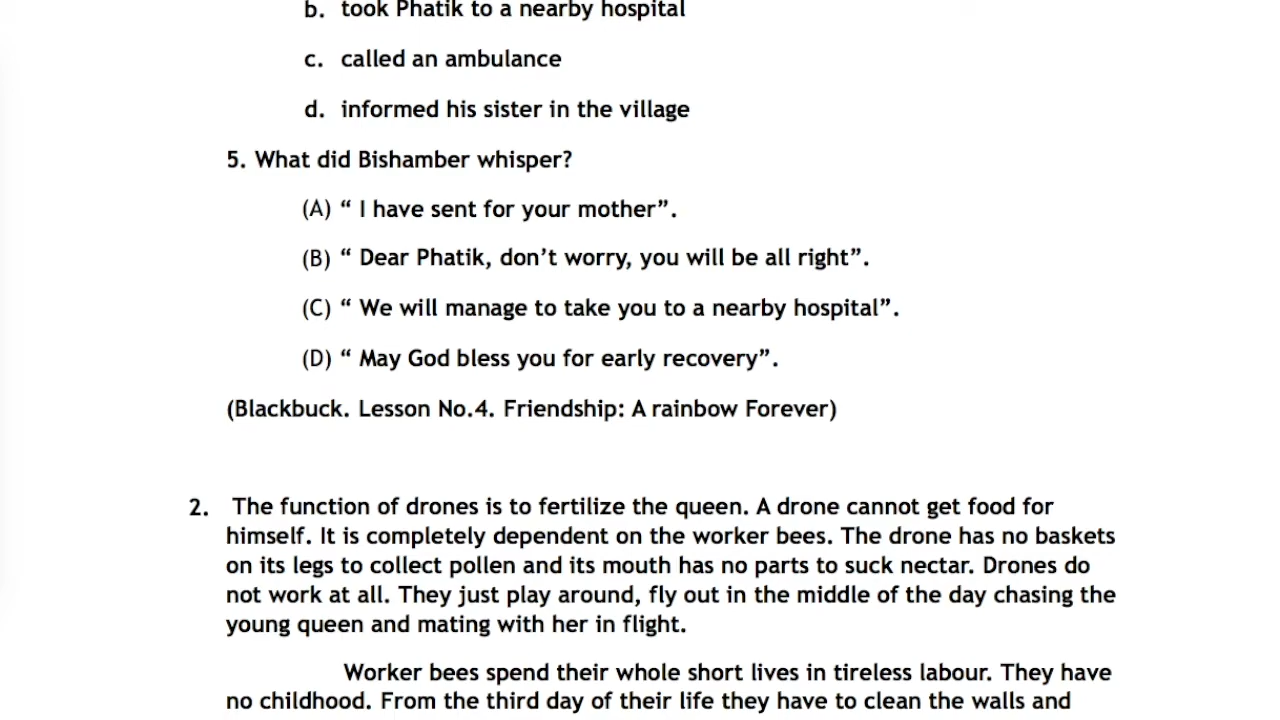 b. took Phatik to a nearby hospital
c. called an ambulance
d. informed his sister in the village
5. What did Bishamber whisper?
(A) “ I have sent for your mother”.
(B) “ Dear Phatik, don’t worry, you will be all right”.
(C) “ We will manage to take you to a nearby hospital”.
(D) “ May God bless you for early recovery”.
(Blackbuck. Lesson No.4. Friendship: A rainbow Forever)
2. The function of drones is to fertilize the queen. A drone cannot get food for
himself. It is completely dependent on the worker bees. The drone has no baskets
on its legs to collect pollen and its mouth has no parts to suck nectar. Drones do
not work at all. They just play around, fly out in the middle of the day chasing the
young queen and mating with her in flight.
Worker bees spend their whole short lives in tireless labour. They have
no childhood. From the third day of their life they have to clean the walls and